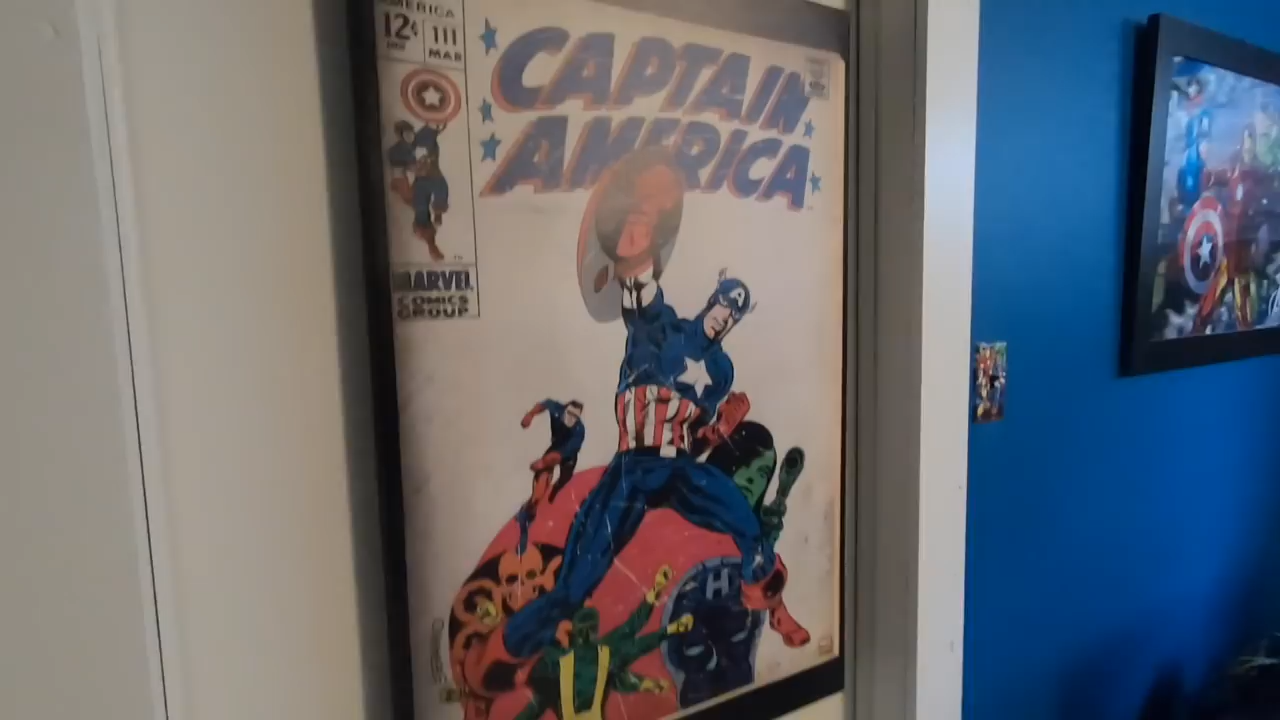 AMERICA
12¢ 111
MAR
CAPTAIN
AMERICA
MARVEL
COMICS
GROUP
A
H